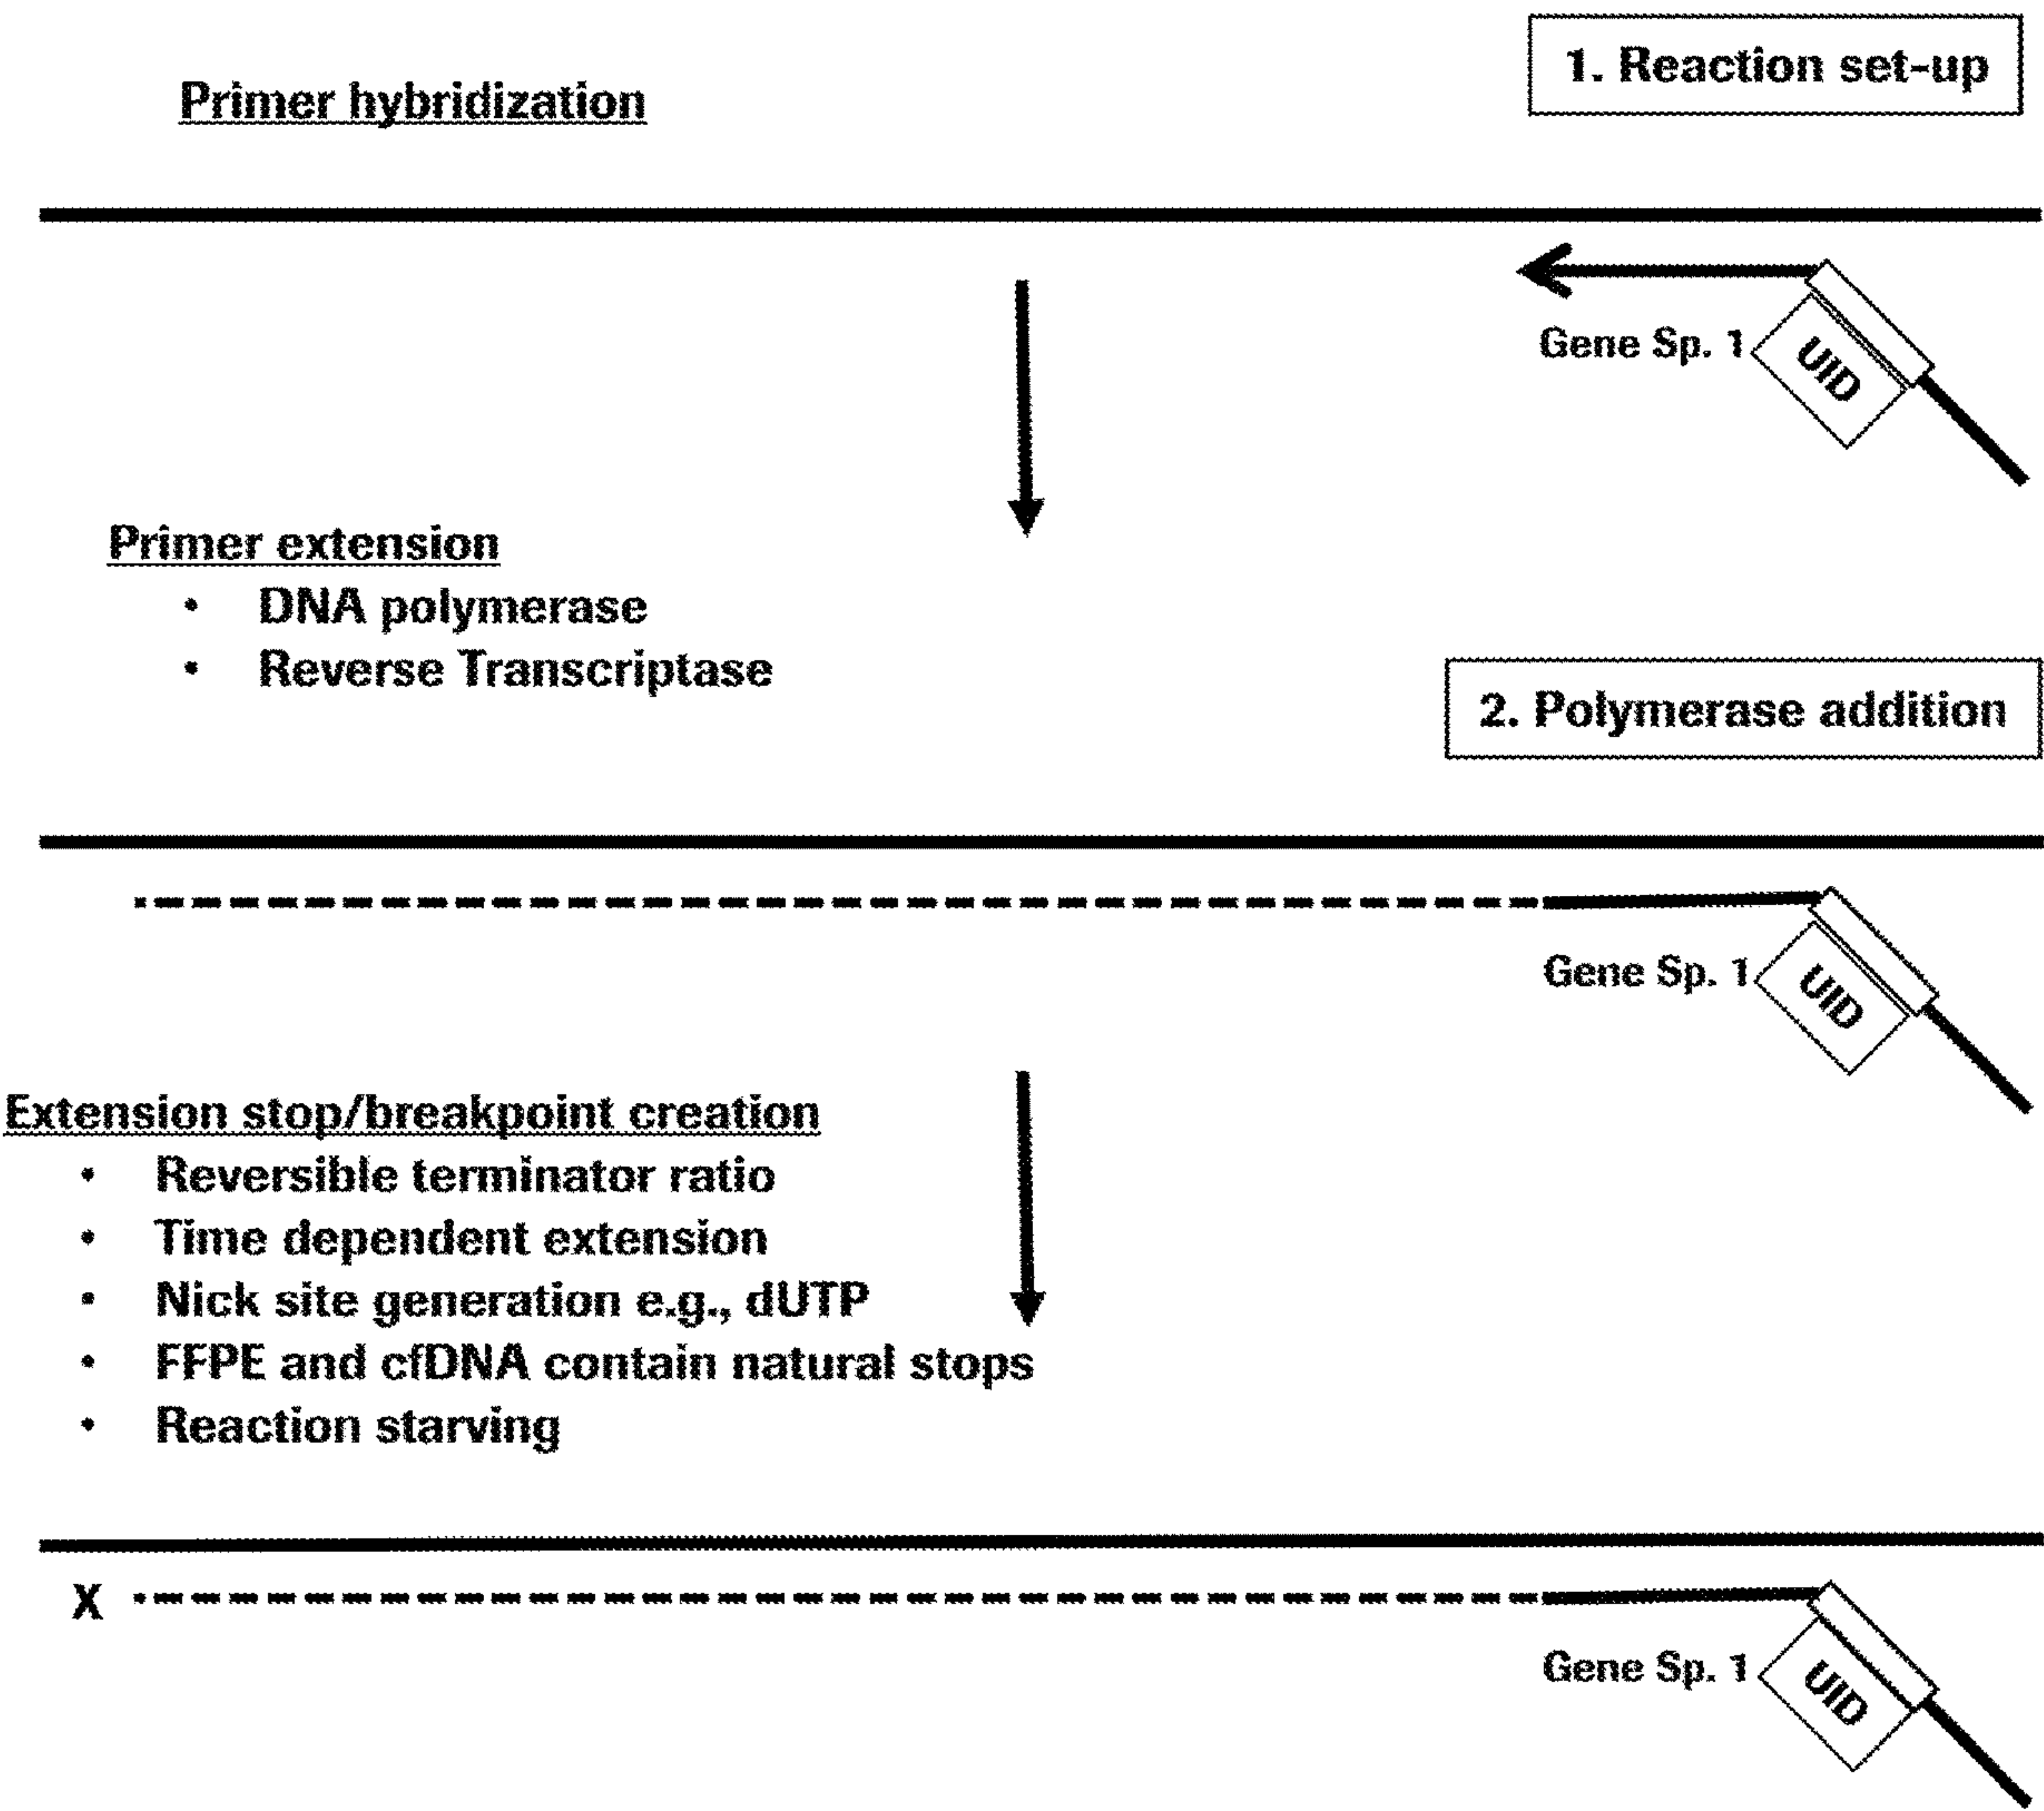 1. Reaction set-up
Primer hybridization
Gene Sp. 1
UID
Primer extension
• DNA polymerase
• Reverse Transcriptase
2. Polymerase addition
Gene Sp. 1
UID
Extension stop/breakpoint creation
• Reversible terminator ratio
• Time dependent extension
• Nick site generation e.g., dUTP
• FFPE and cfDNA contain natural stops
• Reaction starving
X
Gene Sp. 1
UID